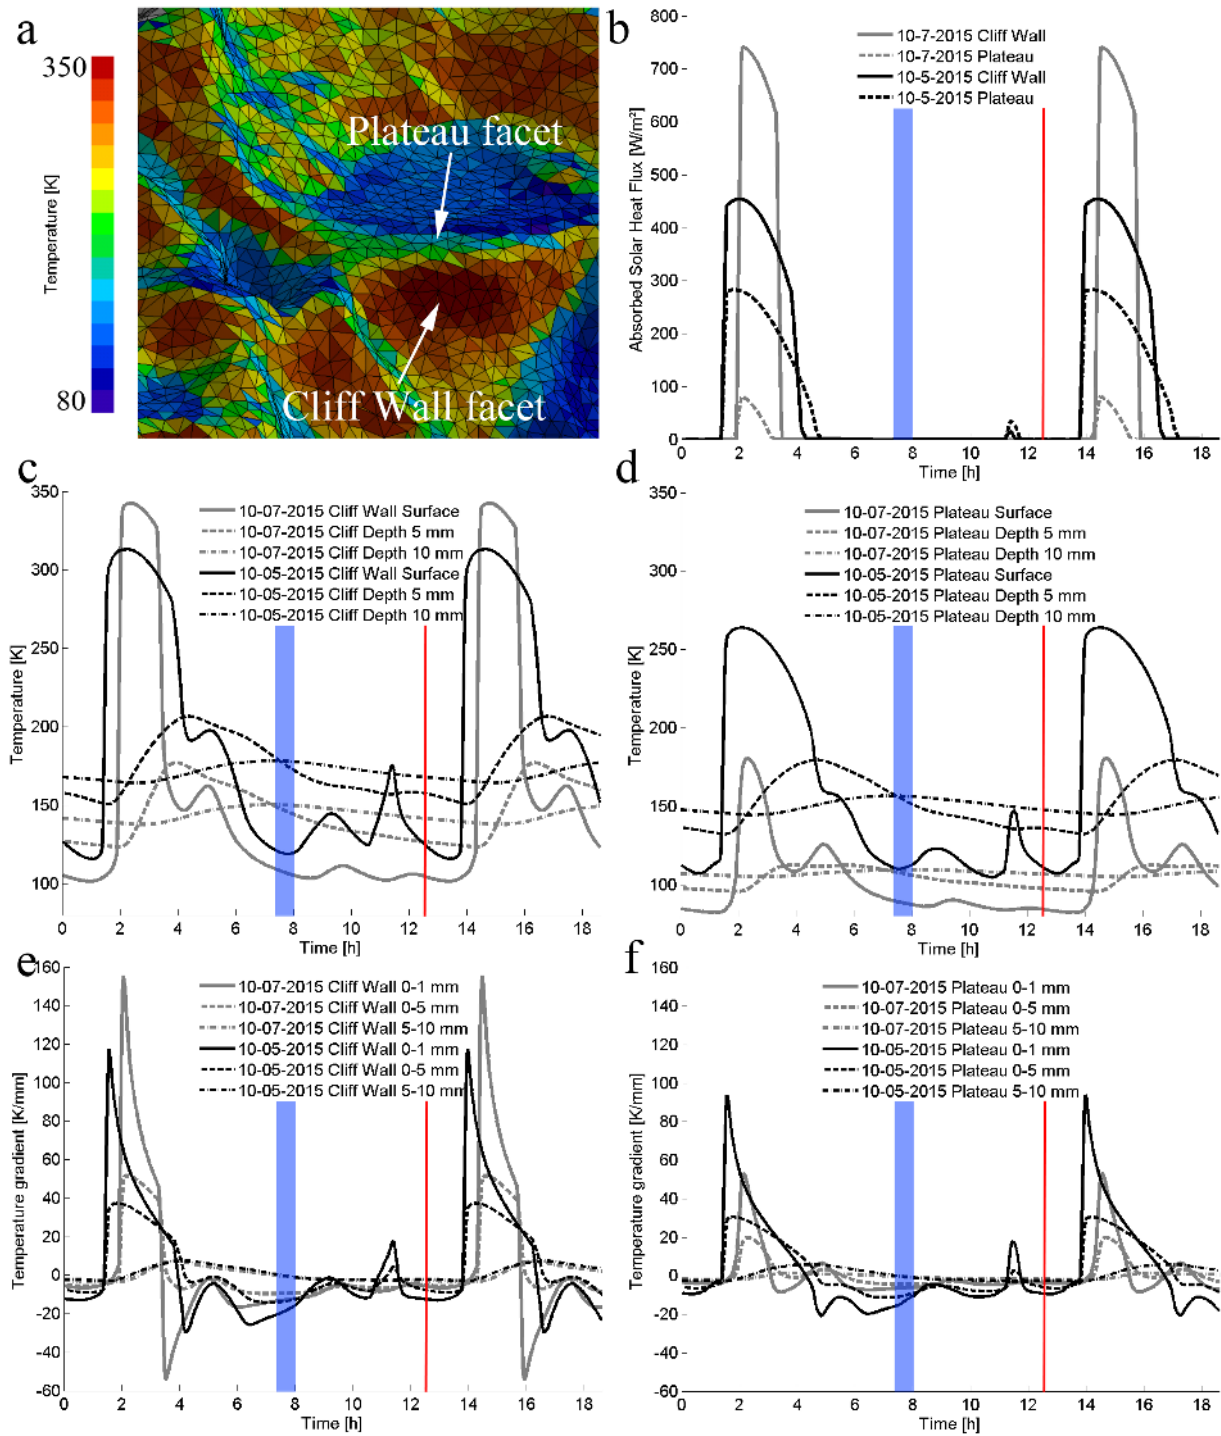 a
350
Temperature [K]
80
Plateau facet
Cliff Wall facet
b
800
700
600
500
400
300
200
100
0
Absorbed Solar Heat Flux [W/m²]
10-7-2015 Cliff Wall
10-7-2015 Plateau
10-5-2015 Cliff Wall
10-5-2015 Plateau
0 2 4 6 8 10 12 14 16 18
Time [h]
c
350
300
250
200
150
100
Temperature [K]
10-07-2015 Cliff Wall Surface
10-07-2015 Cliff Depth 5 mm
10-07-2015 Cliff Depth 10 mm
10-05-2015 Cliff Wall Surface
10-05-2015 Cliff Depth 5 mm
10-05-2015 Cliff Depth 10 mm
0 2 4 6 8 10 12 14 16 18
Time [h]
d
350
300
250
200
150
100
Temperature [K]
10-07-2015 Plateau Surface
10-07-2015 Plateau Depth 5 mm
10-07-2015 Plateau Depth 10 mm
10-05-2015 Plateau Surface
10-05-2015 Plateau Depth 5 mm
10-05-2015 Plateau Depth 10 mm
0 2 4 6 8 10 12 14 16 18
Time [h]
e
160
140
120
100
80
60
40
20
0
-20
-40
-60
Temperature gradient [K/mm]
10-07-2015 Cliff Wall 0-1 mm
10-07-2015 Cliff Wall 0-5 mm
10-07-2015 Cliff Wall 5-10 mm
10-05-2015 Cliff Wall 0-1 mm
10-05-2015 Cliff Wall 0-5 mm
10-05-2015 Cliff Wall 5-10 mm
0 2 4 6 8 10 12 14 16 18
Time [h]
f
160
140
120
100
80
60
40
20
0
-20
-40
-60
Temperature gradient [K/mm]
10-07-2015 Plateau 0-1 mm
10-07-2015 Plateau 0-5 mm
10-07-2015 Plateau 5-10 mm
10-05-2015 Plateau 0-1 mm
10-05-2015 Plateau 0-5 mm
10-05-2015 Plateau 5-10 mm
0 2 4 6 8 10 12 14 16 18
Time [h]